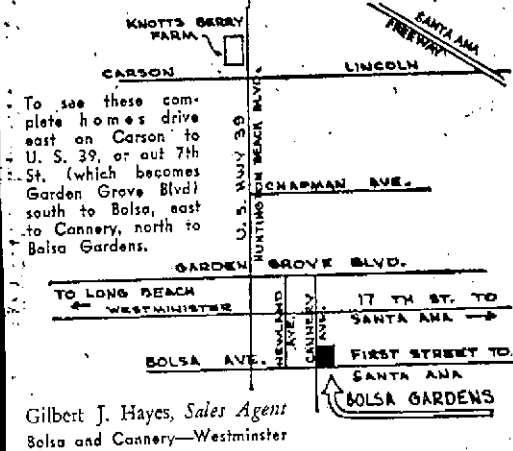 KNOTTS BERRY
FARM
SANTA ANA
FREEWAY
CARSON
LINCOLN
To see these com-
plete homes drive
east on Carson to
U. S. 39, or out 7th
St. (which becomes
Garden Grove Blvd)
south to Bolsa, east
to Cannery, north to
Bolsa Gardens.
U. S. HWY 39
HUNTINGTON BEACH BLVD.
CHAPMAN AVE.
GARDEN GROVE BLVD.
TO LONG BEACH
WESTMINISTER
NEWLAND
AVE.
CANNERY
AVE.
17 TH ST. TO
SANTA ANA
BOLSA AVE.
FIRST STREET TO
SANTA ANA
BOLSA GARDENS
Gilbert J. Hayes, Sales Agent
Bolsa and Cannery—Westminster